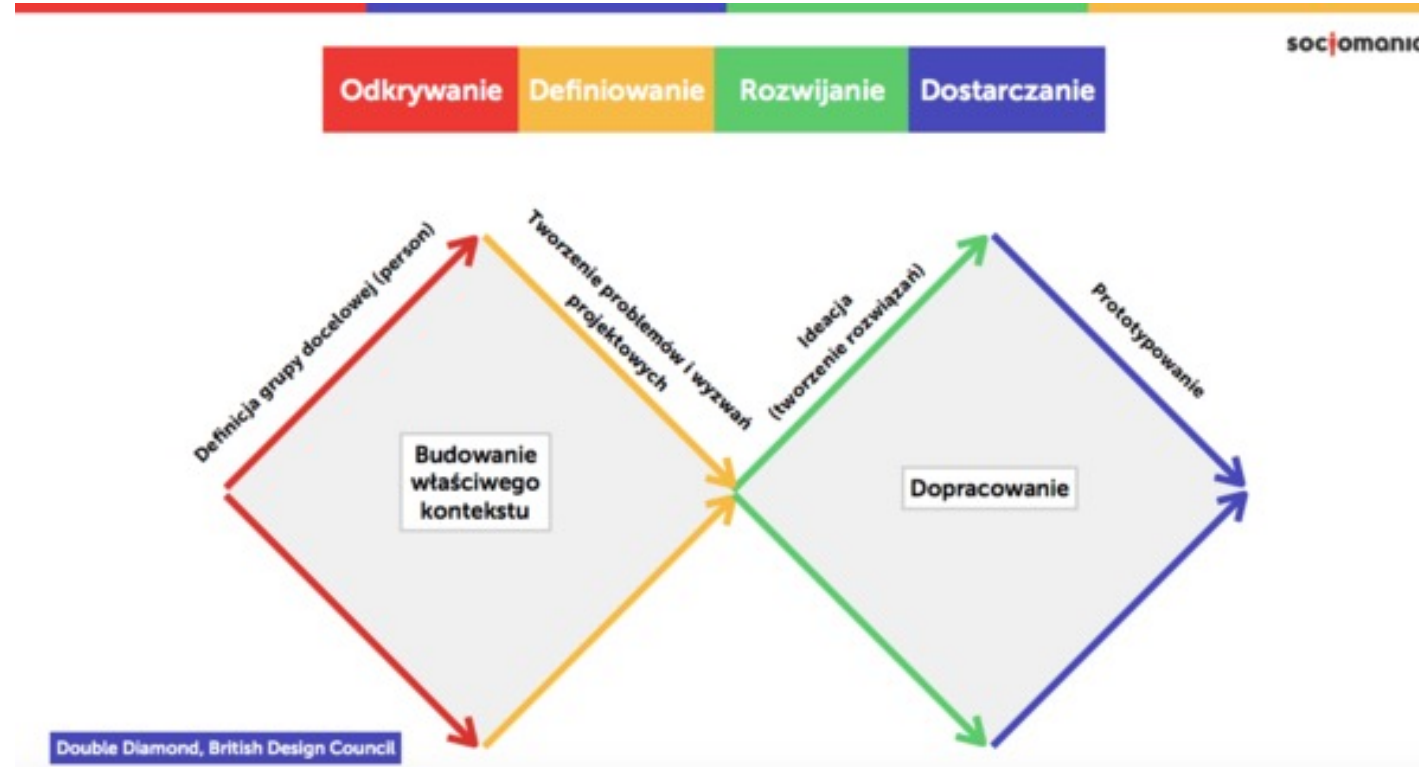 socjomania
Odkrywanie
Definiowanie
Rozwijanie
Dostarczanie
Definicja grupy docelowej (person)
Tworzenie problemów i wyzwań
projektowych
Ideacja
(tworzenie rozwiązań)
Prototypowanie
Budowanie
właściwego
kontekstu
Dopracowanie
Double Diamond, British Design Council